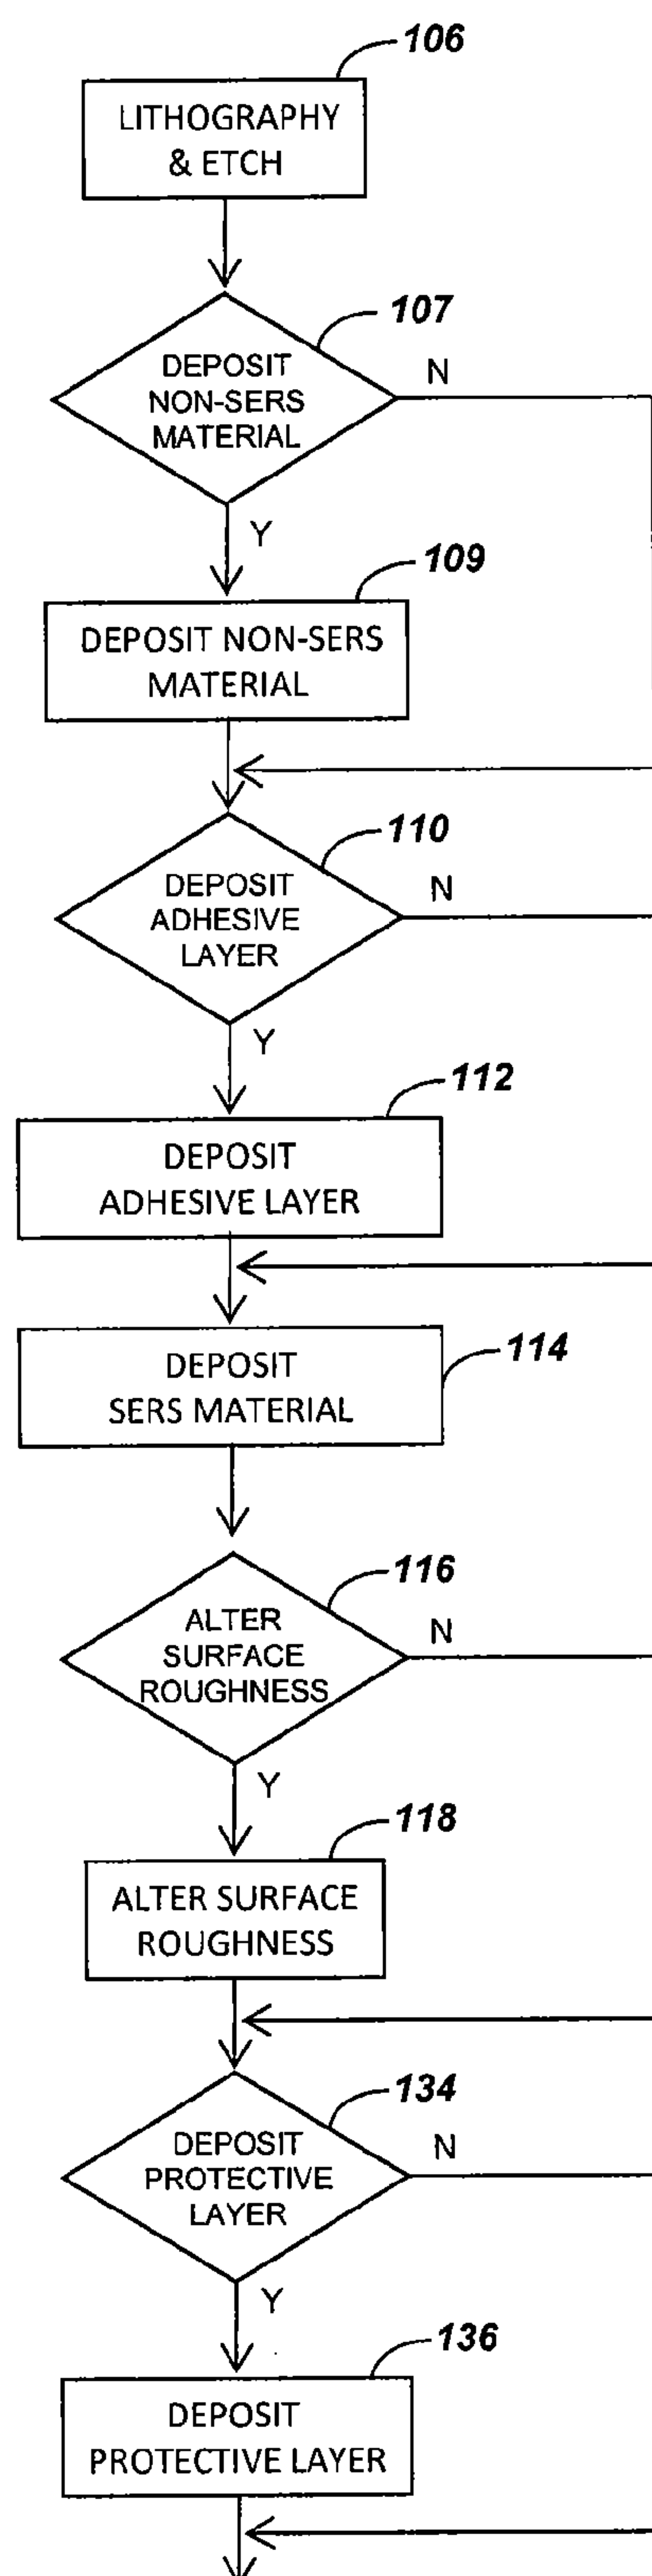 106
LITHOGRAPHY
& ETCH
107
DEPOSIT
NON-SERS
MATERIAL
N
Y
109
DEPOSIT NON-SERS
MATERIAL
110
DEPOSIT
ADHESIVE
LAYER
N
Y
112
DEPOSIT
ADHESIVE LAYER
114
DEPOSIT
SERS MATERIAL
116
ALTER
SURFACE
ROUGHNESS
N
Y
118
ALTER SURFACE
ROUGHNESS
134
DEPOSIT
PROTECTIVE
LAYER
N
Y
136
DEPOSIT
PROTECTIVE LAYER